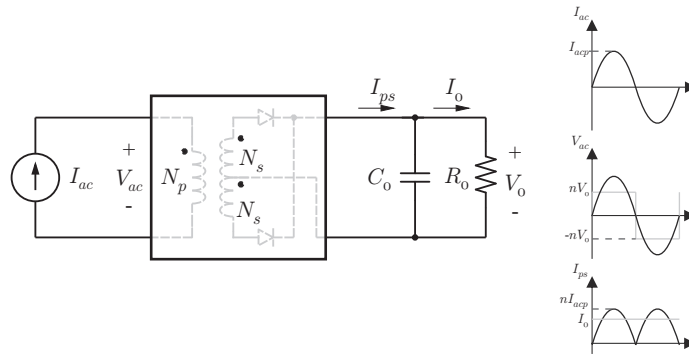 I_ac
+
V_ac
-
N_p
N_s
N_s
I_ps
I_o
C_o
R_o
+
V_o
-
I_ac
I_acp
V_ac
nV_o
-nV_o
I_ps
nI_acp
I_o